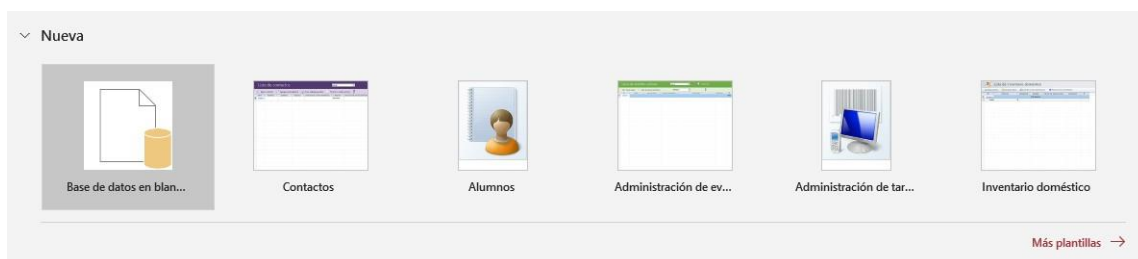 Nueva
Base de datos en blan...
Contactos
Alumnos
Administración de ev...
Administración de tar...
Inventario doméstico
Más plantillas